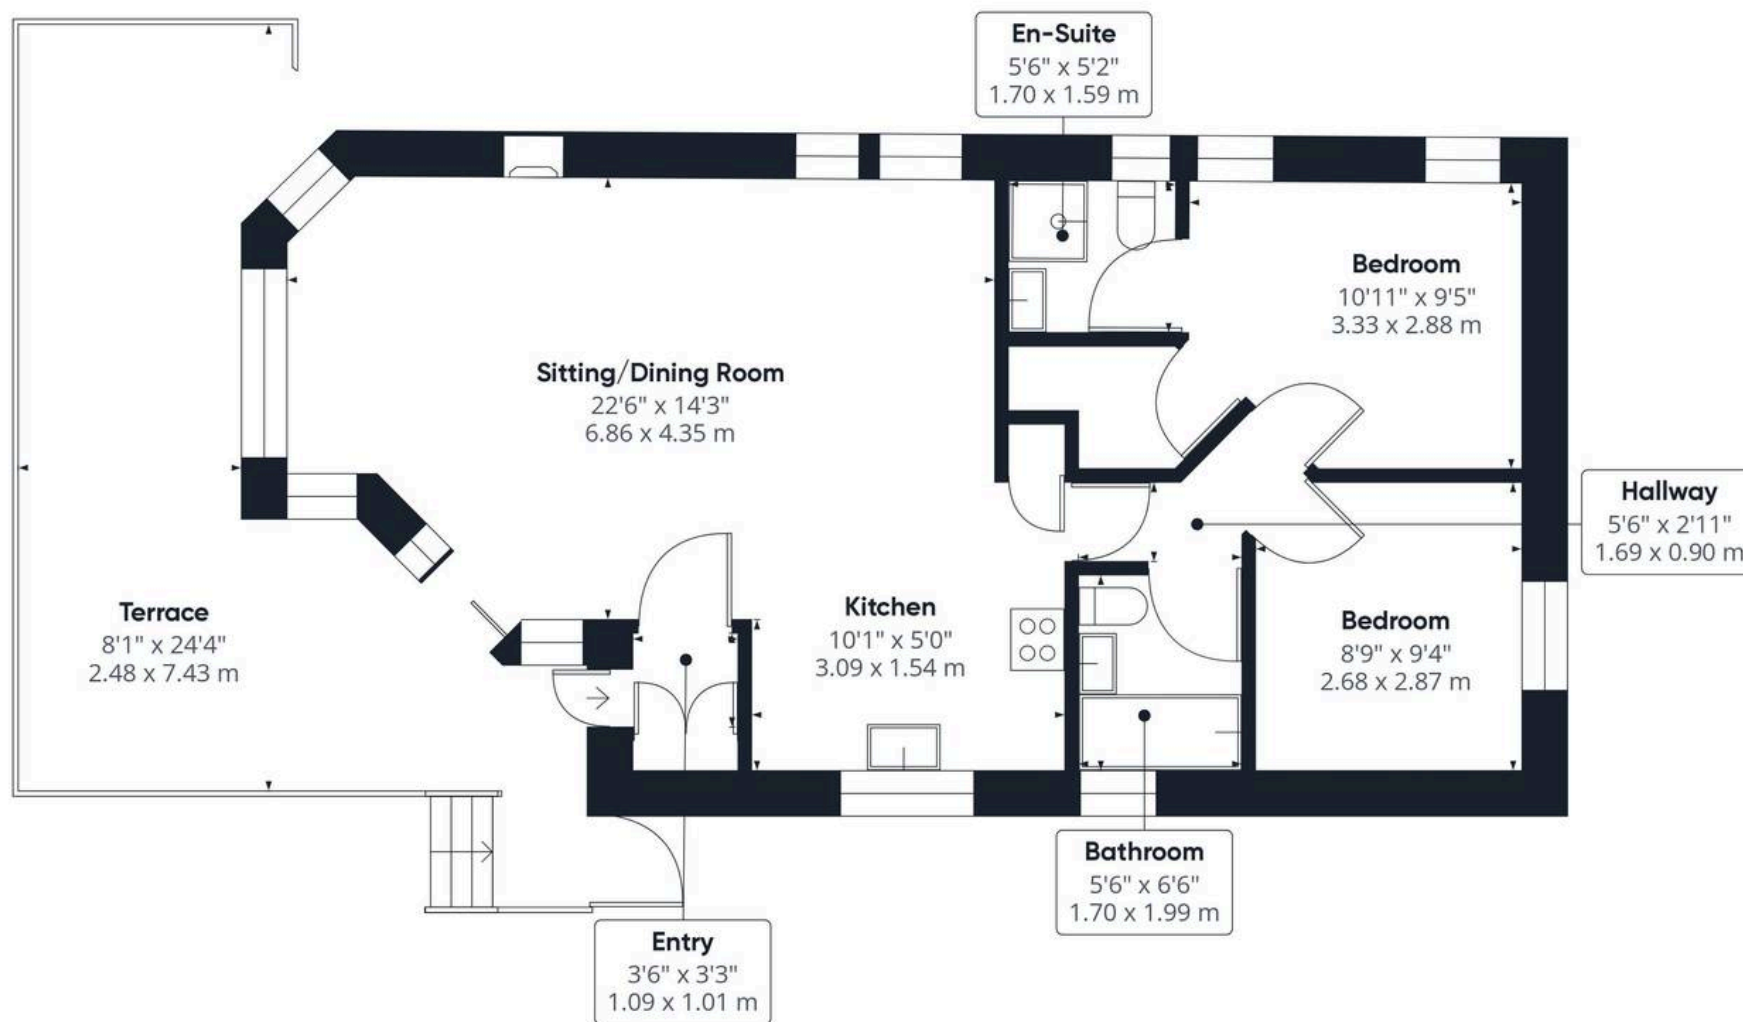 En-Suite
5'6" x 5'2"
1.70 x 1.59 m
Bedroom
10'11" x 9'5"
3.33 x 2.88 m
Sitting/Dining Room
22'6" x 14'3"
6.86 x 4.35 m
Hallway
5'6" x 2'11"
1.69 x 0.90 m
Terrace
8'1" x 24'4"
2.48 x 7.43 m
Kitchen
10'1" x 5'0"
3.09 x 1.54 m
Bedroom
8'9" x 9'4"
2.68 x 2.87 m
Bathroom
5'6" x 6'6"
1.70 x 1.99 m
Entry
3'6" x 3'3"
1.09 x 1.01 m